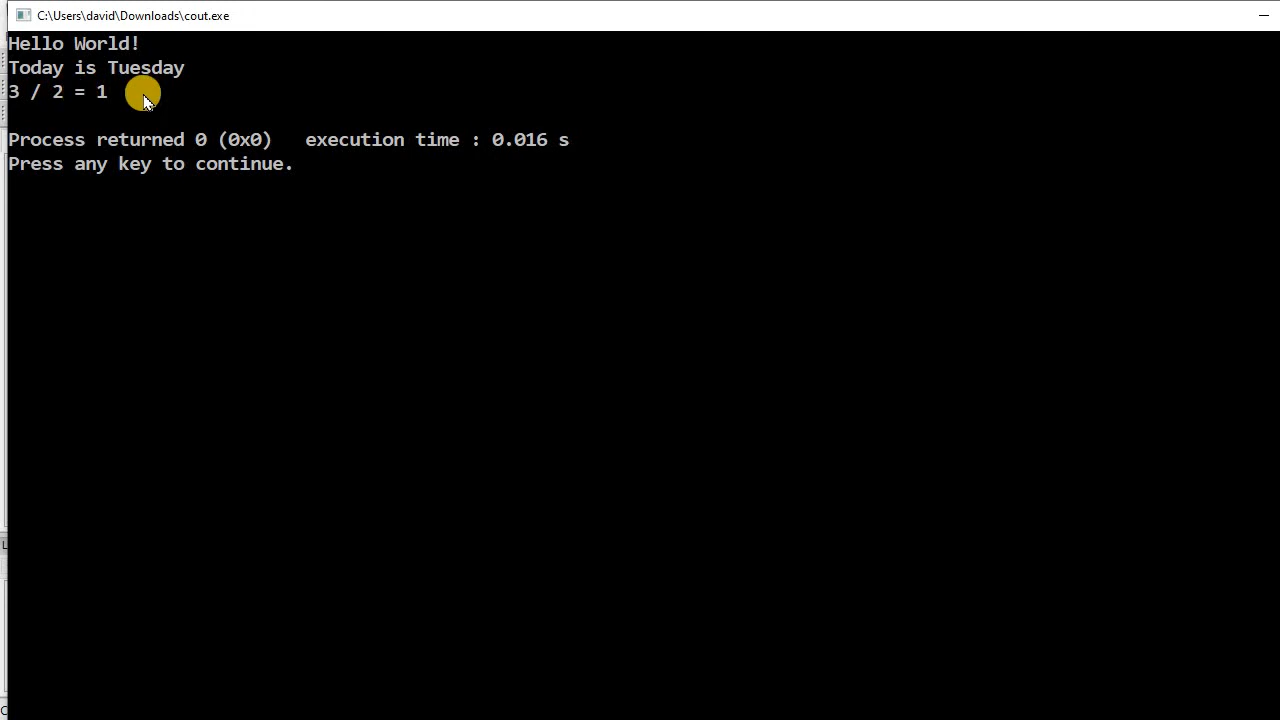 C:\Users\david\Downloads\cout.exe
Hello World!
Today is Tuesday
3 / 2 = 1
Process returned 0 (0x0)   execution time : 0.016 s
Press any key to continue.